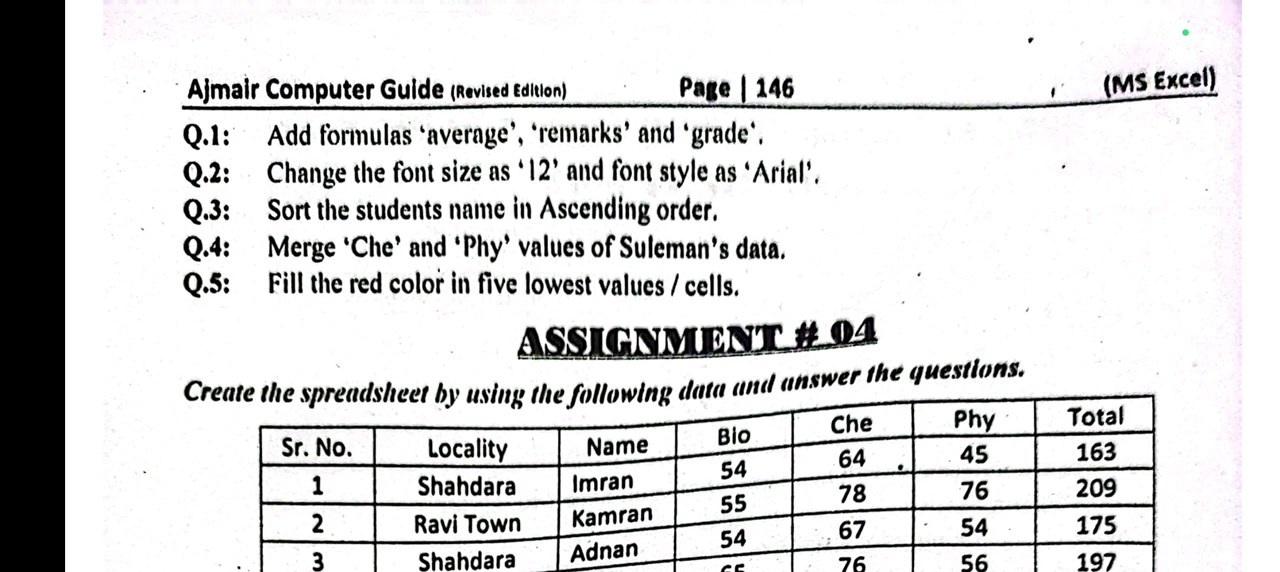 Ajmair Computer Guide (Revised Edition) Page | 146 (MS Excel)
Q.1: Add formulas ‘average’, ‘remarks’ and ‘grade‘.
Q.2: Change the font size as ‘12’ and font style as ‘Arial’.
Q.3: Sort the students name in Ascending order.
Q.4: Merge ‘Che’ and ‘Phy’ values of Suleman’s data.
Q.5: Fill the red color in five lowest values / cells.
ASSIGNMENT # 04
Create the spreadsheet by using the following data and answer the questions.
Sr. No. Locality Name Bio Che Phy Total
1 Shahdara Imran 54 64 45 163
2 Ravi Town Kamran 55 78 76 209
3 Shahdara Adnan 54 67 54 175
76 56 197